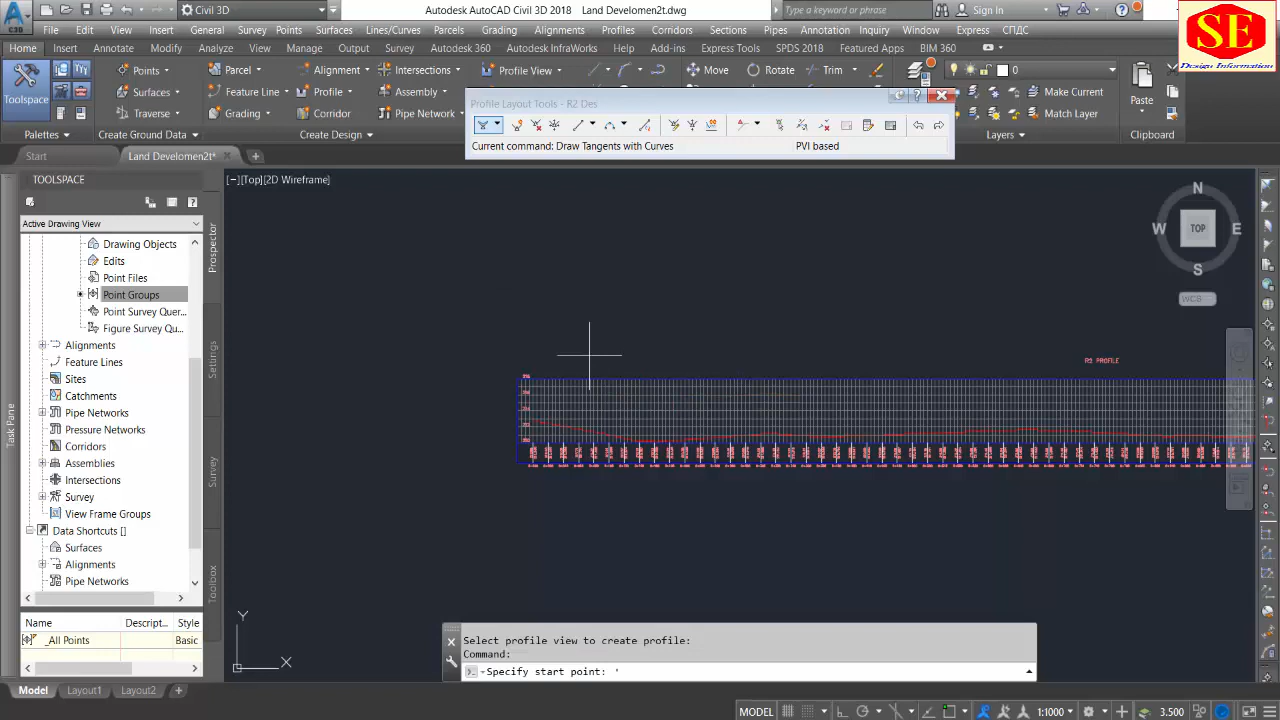 Civil 3D
Autodesk AutoCAD Civil 3D 2018 Land Developmen2t.dwg
Type a keyword or phrase
Sign In
SE
Design Information
C3D
File Edit View Insert General Survey Points Surfaces Lines/Curves Parcels Grading Alignments Profiles Corridors Sections Pipes Annotation Inquiry Window Express СПДС
Home Insert Annotate Modify Analyze View Manage Output Survey Autodesk 360 Autodesk InfraWorks Help Add-ins Express Tools SPDS 2018 Featured Apps BIM 360
Toolspace
Points
Parcel
Alignment
Intersections
Profile View
Move
Rotate
Trim
0
Paste
Surfaces
Feature Line
Profile
Assembly
Make Current
Traverse
Grading
Corridor
Pipe Network
Match Layer
Palettes
Create Ground Data
Create Design
Layers
Clipboard
Profile Layout Tools - R2 Des
Current command: Draw Tangents with Curves
PVI based
Start
Land Developmen2t*
TOOLSPACE
[−][Top][2D Wireframe]
Active Drawing View
Drawing Objects
Edits
Point Files
Point Groups
Point Survey Quer...
Figure Survey Qu...
Alignments
Feature Lines
Sites
Catchments
Pipe Networks
Pressure Networks
Corridors
Assemblies
Intersections
Survey
View Frame Groups
Data Shortcuts []
Surfaces
Alignments
Pipe Networks
Prospector
Settings
Survey
Toolbox
Task Pane
Name Descript... Style
_All Points Basic
N
W TOP E
S
WCS
R2 PROFILE
Y
X
Select profile view to create profile:
Command:
Specify start point: '
Model Layout1 Layout2
MODEL
1:1000
3.500